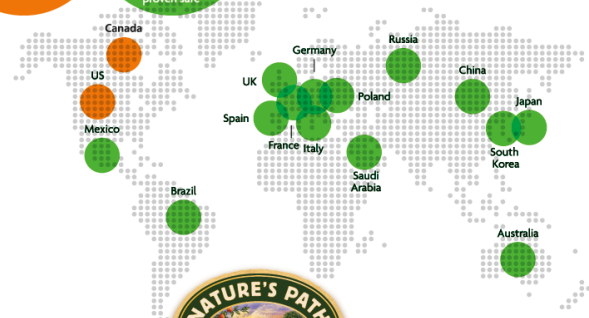 proven safe
Canada
Russia
Germany
US
UK
China
Poland
Japan
Mexico
Spain
France
Italy
South
Korea
Saudi
Arabia
Brazil
Australia
NATURE'S PATH